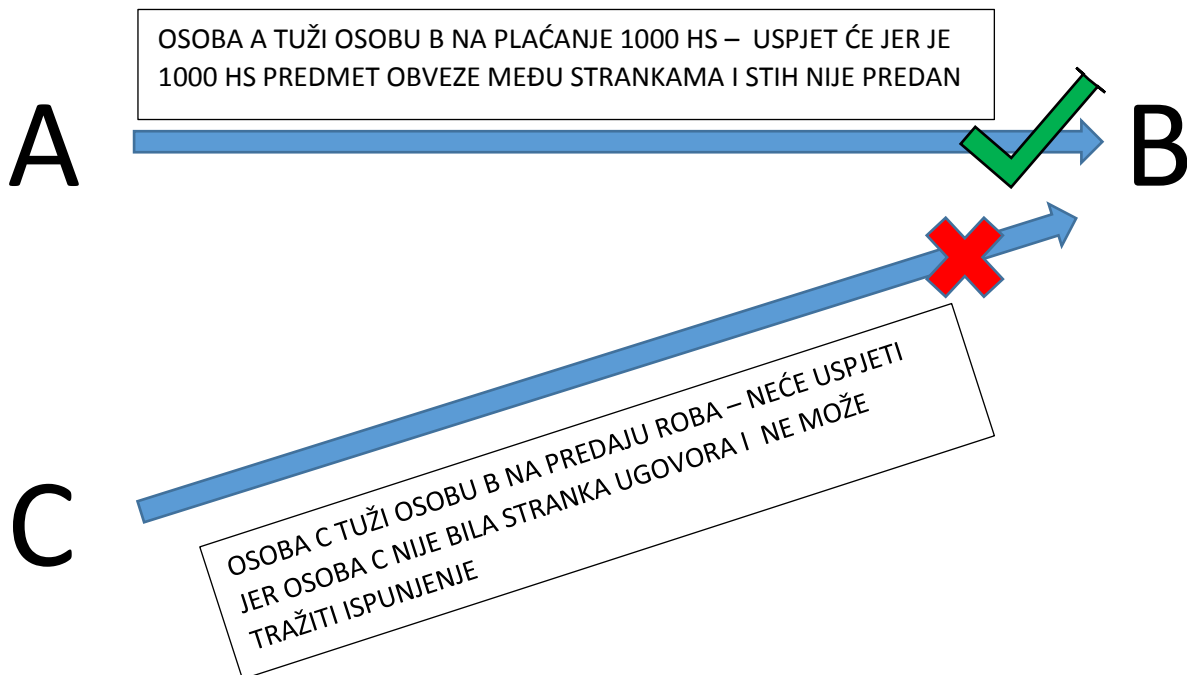 OSOBA A TUŽI OSOBU B NA PLAĆANJE 1000 HS – USPJET ĆE JER JE
1000 HS PREDMET OBVEZE MEĐU STRANKAMA I STIH NIJE PREDAN
A
B
OSOBA C TUŽI OSOBU B NA PREDAJU ROBA – NEĆE USPJETI
JER OSOBA C NIJE BILA STRANKA UGOVORA I NE MOŽE
TRAŽITI ISPUNJENJE
C